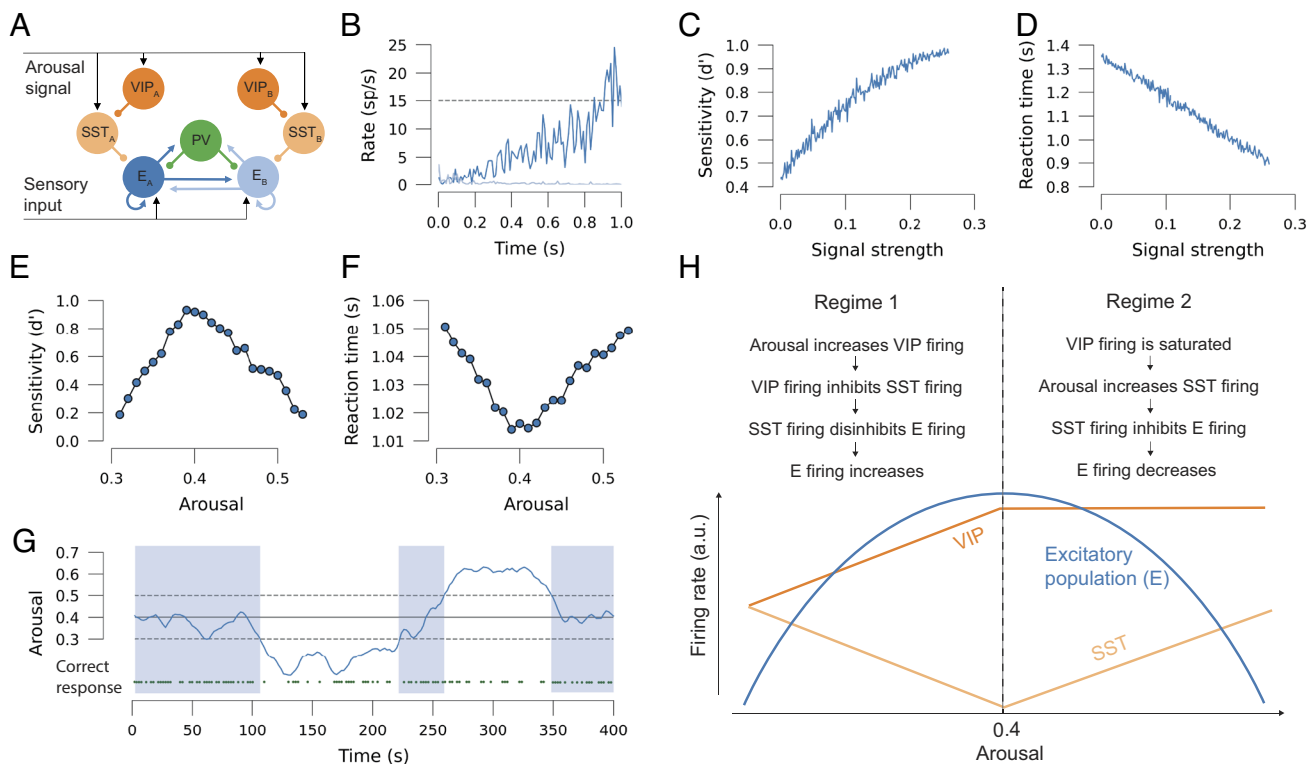 A
Arousal
signal
VIPA
VIPB
SSTA
PV
SSTB
EA
EB
Sensory
input
B
Rate (sp/s)
25
20
15
10
5
0
0.0 0.2 0.4 0.6 0.8 1.0
Time (s)
C
Sensitivity (d')
1.0
0.9
0.8
0.7
0.6
0.5
0.4
0.0 0.1 0.2 0.3
Signal strength
D
Reaction time (s)
1.4
1.3
1.2
1.1
1.0
0.9
0.8
0.0 0.1 0.2 0.3
Signal strength
E
Sensitivity (d')
1.0
0.8
0.6
0.4
0.2
0.0
0.3 0.4 0.5
Arousal
F
Reaction time (s)
1.06
1.05
1.04
1.03
1.02
1.01
0.3 0.4 0.5
Arousal
G
Arousal
0.7
0.6
0.5
0.4
0.3
Correct
response
0 50 100 150 200 250 300 350 400
Time (s)
H
Regime 1
Arousal increases VIP firing
VIP firing inhibits SST firing
SST firing disinhibits E firing
E firing increases
Regime 2
VIP firing is saturated
Arousal increases SST firing
SST firing inhibits E firing
E firing decreases
Firing rate (a.u.)
VIP
Excitatory
population (E)
SST
0.4
Arousal